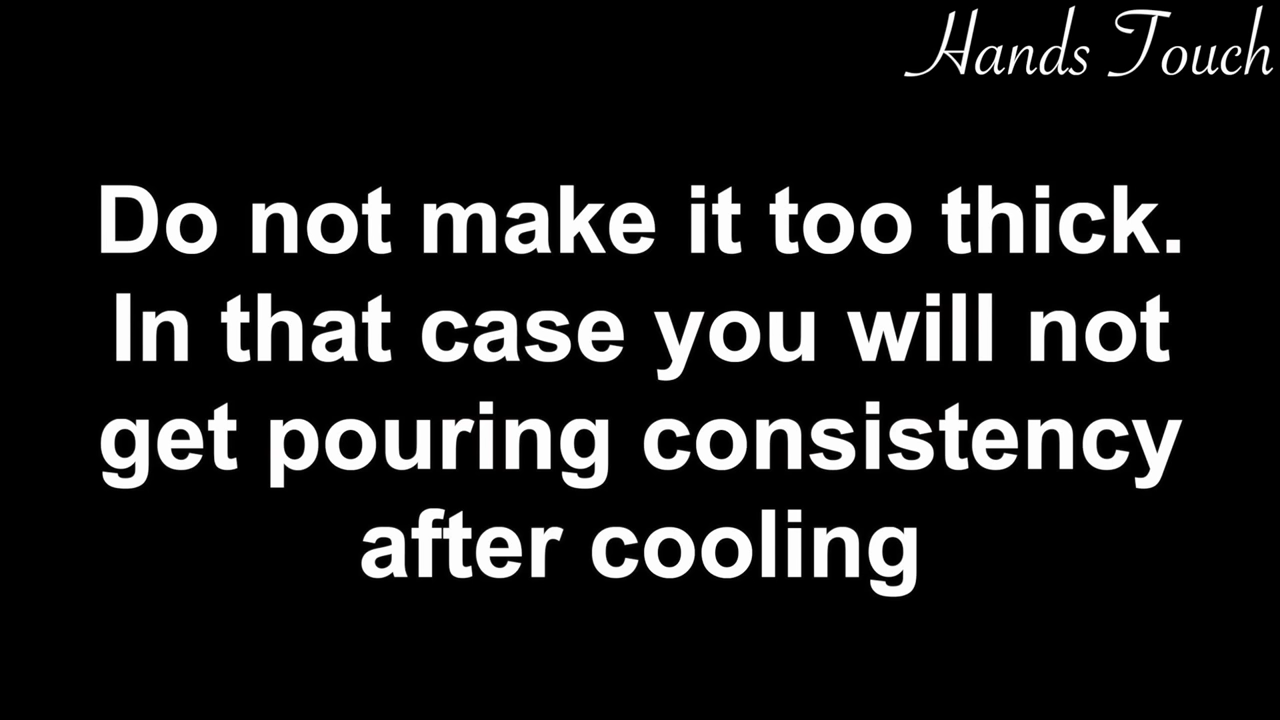 Hands Touch
Do not make it too thick.
In that case you will not
get pouring consistency
after cooling